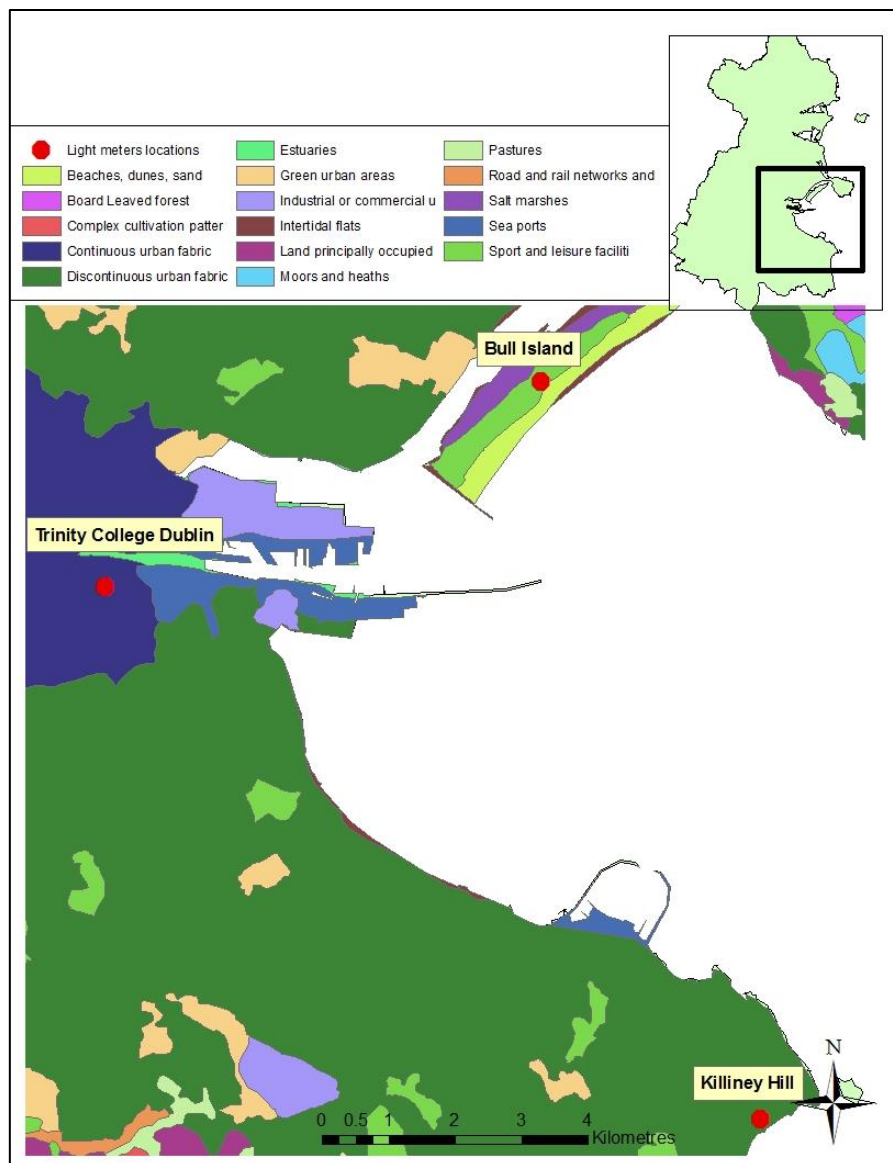 Light meters locations
Beaches, dunes, sand
Board Leaved forest
Complex cultivation patter
Continuous urban fabric
Discontinuous urban fabric
Estuaries
Green urban areas
Industrial or commercial u
Intertidal flats
Land principally occupied
Moors and heaths
Pastures
Road and rail networks and
Salt marshes
Sea ports
Sport and leisure faciliti
Bull Island
Trinity College Dublin
Killiney Hill
N
0 0.5 1 2 3 4
Kilometres